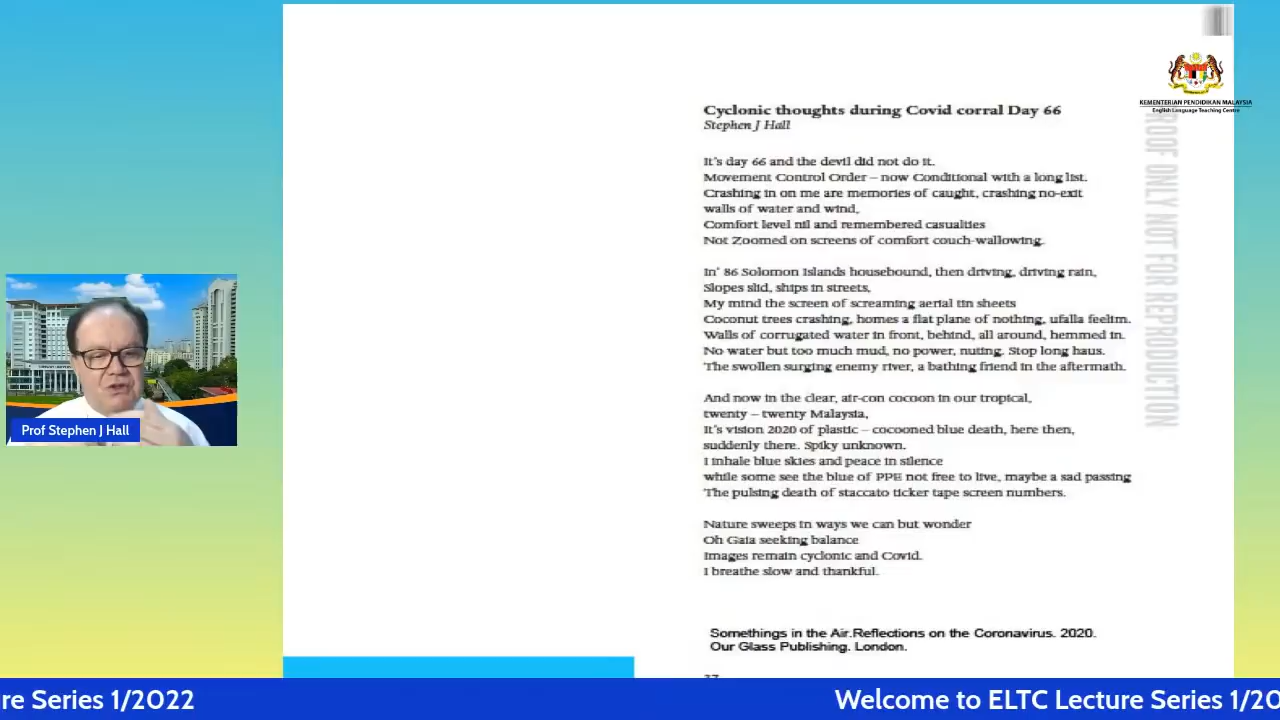 KEMENTERIAN PENDIDIKAN MALAYSIA
English Language Teaching Centre
Cyclonic thoughts during Covid corral Day 66
Stephen J Hall
It's day 66 and the devil did not do it.
Movement Control Order – now Conditional with a long list.
Crashing in on me are memories of caught, crashing no-exit
walls of water and wind,
Comfort level nil and remembered casualties
Not Zoomed on screens of comfort couch-wallowing.
In' 86 Solomon Islands housebound, then driving, driving rain,
Slopes slid, ships in streets,
My mind the screen of screaming aerial tin sheets
Coconut trees crashing, homes a flat plane of nothing, ufalla feelim.
Walls of corrugated water in front, behind, all around, hemmed in.
No water but too much mud, no power, nuting. Stop long haus.
The swollen surging enemy river, a bathing friend in the aftermath.
And now in the clear, air-con cocoon in our tropical,
twenty – twenty Malaysia,
It's vision 2020 of plastic – cocooned blue death, here then,
suddenly there. Spiky unknown.
I inhale blue skies and peace in silence
while some see the blue of PPE not free to live, maybe a sad passing
The pulsing death of staccato ticker tape screen numbers.
Nature sweeps in ways we can but wonder
Oh Gaia seeking balance
Images remain cyclonic and Covid.
I breathe slow and thankful.
Somethings in the Air.Reflections on the Coronavirus. 2020.
Our Glass Publishing. London.
ROOF ONLY NOT FOR REPRODUCTION
Prof Stephen J Hall
re Series 1/2022
Welcome to ELTC Lecture Series 1/20